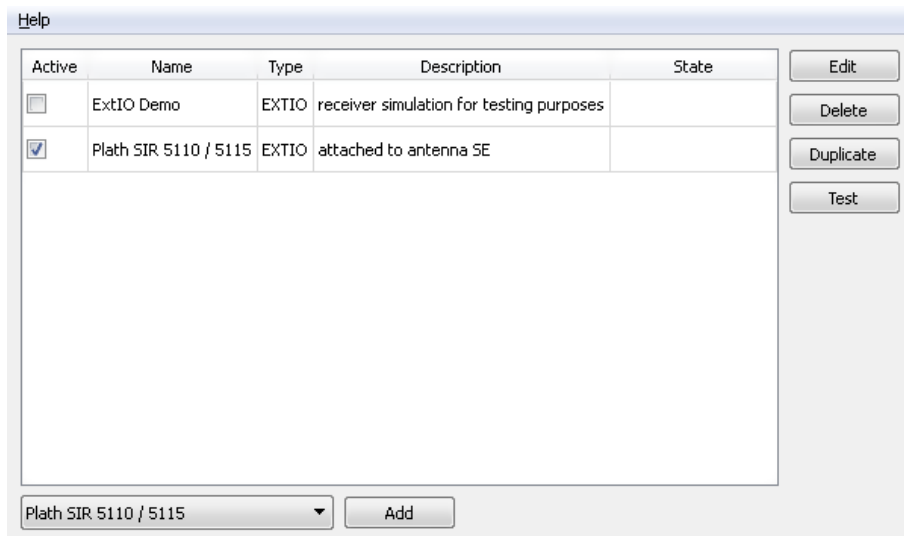 Help
Active Name Type Description State
ExtIO Demo EXTIO receiver simulation for testing purposes
Plath SIR 5110 / 5115 EXTIO attached to antenna SE
Edit
Delete
Duplicate
Test
Plath SIR 5110 / 5115 Add